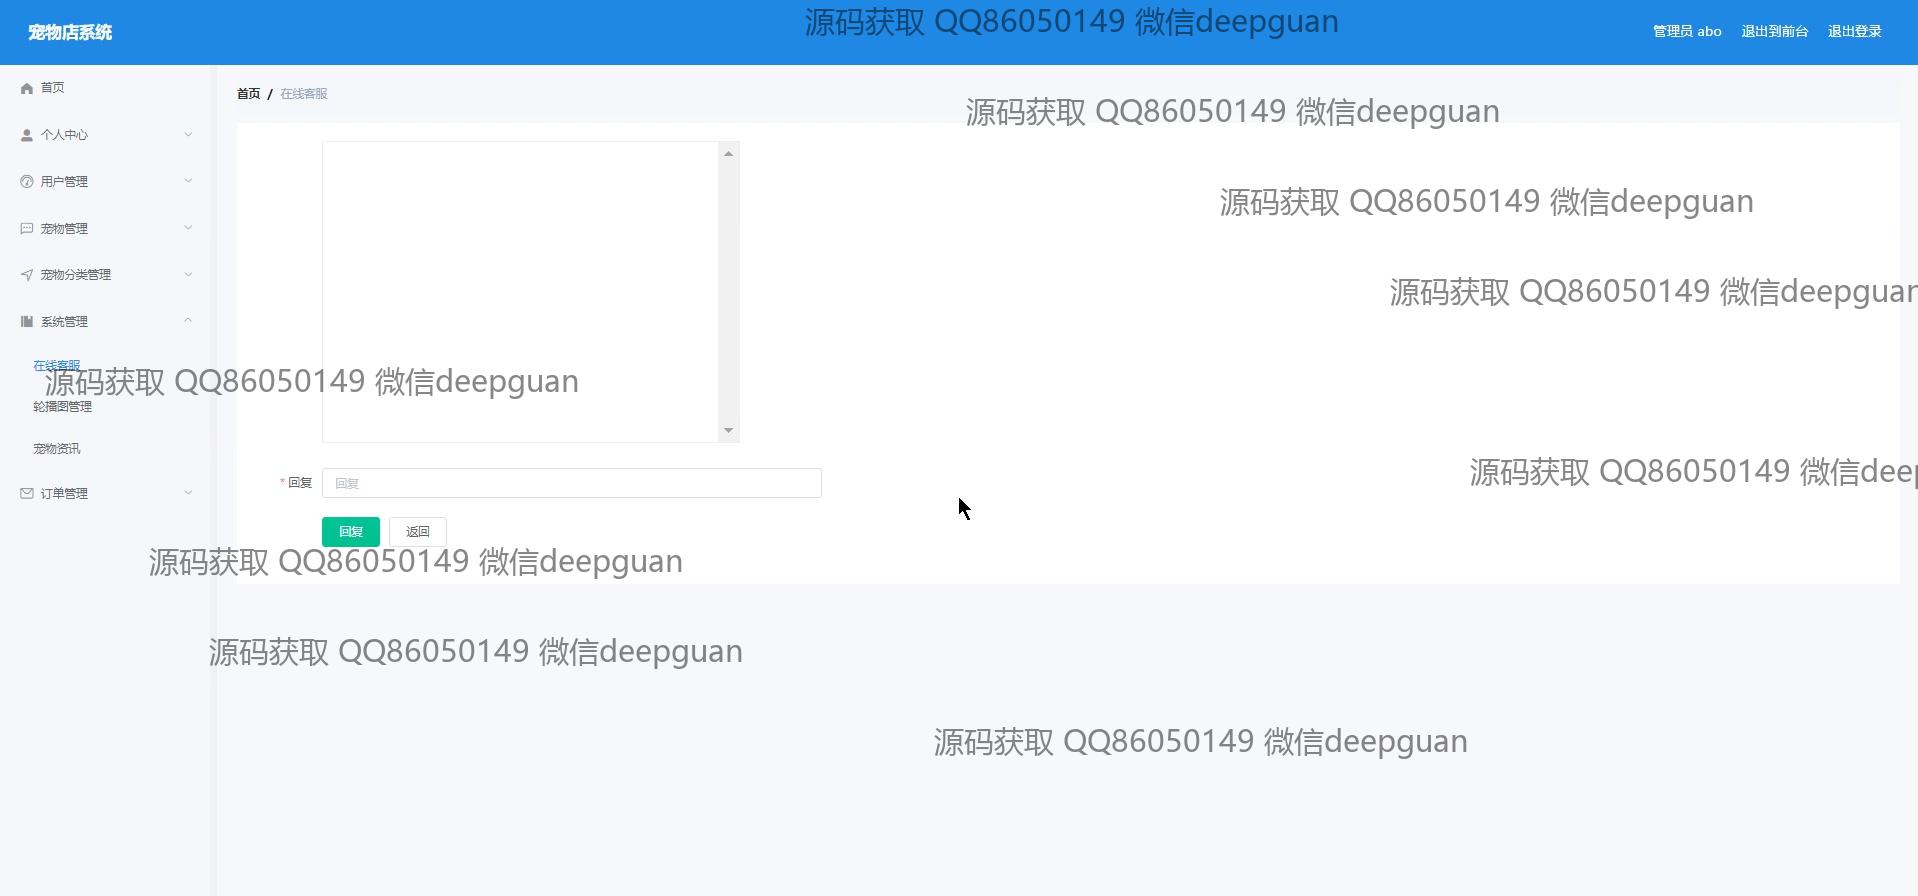 宠物店系统
源码获取 QQ86050149 微信deepguan
管理员 abo 退出到前台 退出登录
首页
首页 / 在线客服
源码获取 QQ86050149 微信deepguan
个人中心
用户管理
源码获取 QQ86050149 微信deepguan
宠物管理
宠物分类管理
源码获取 QQ86050149 微信deepguan
系统管理
在线客服
源码获取 QQ86050149 微信deepguan
轮播图管理
宠物资讯
源码获取 QQ86050149 微信deep
* 回复 回复
订单管理
回复 返回
源码获取 QQ86050149 微信deepguan
源码获取 QQ86050149 微信deepguan
源码获取 QQ86050149 微信deepguan